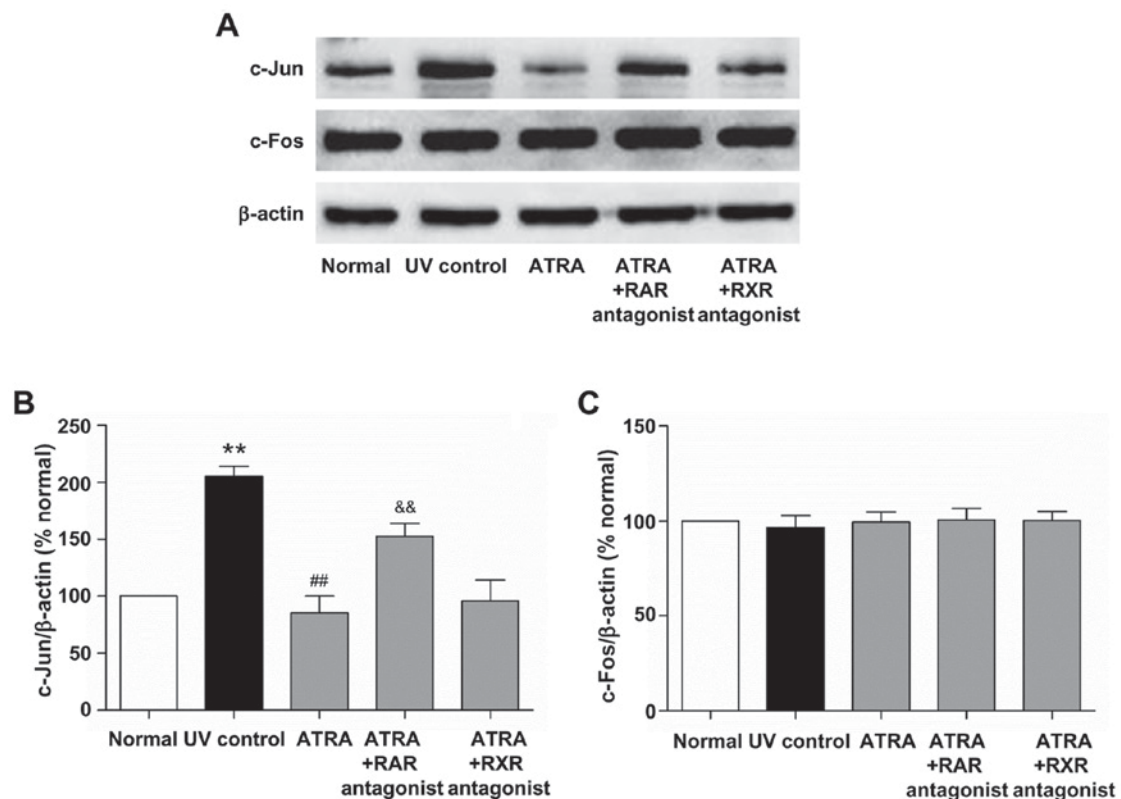 A
c-Jun
c-Fos
β-actin
Normal UV control ATRA ATRA ATRA
+RAR +RXR
antagonist antagonist
B
c-Jun/β-actin (% normal)
250
200
150
100
50
0
**
##
&&
Normal UV control ATRA ATRA ATRA
+RAR +RXR
antagonist antagonist
C
c-Fos/β-actin (% normal)
150
100
50
0
Normal UV control ATRA ATRA ATRA
+RAR +RXR
antagonist antagonist